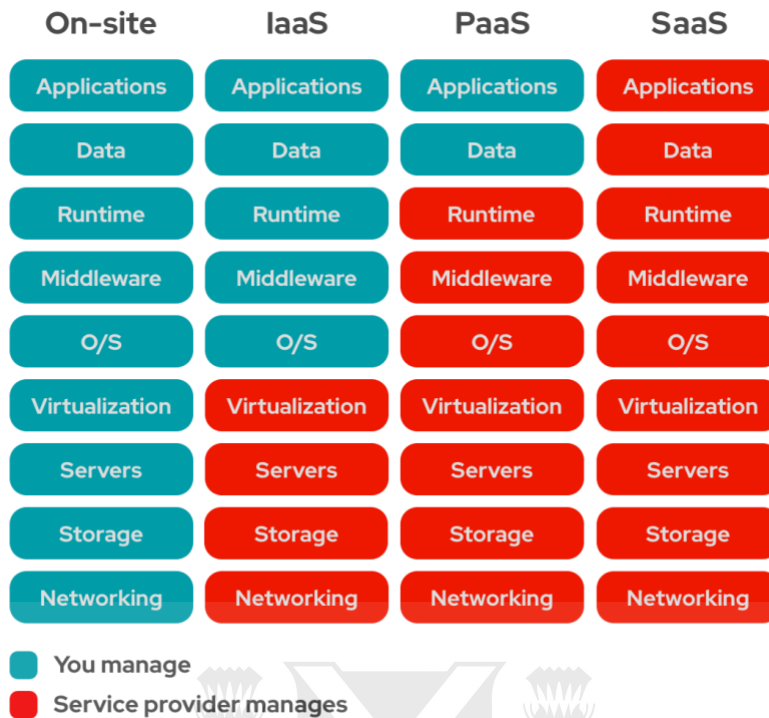 On-site IaaS PaaS SaaS
Applications Applications Applications Applications
Data Data Data Data
Runtime Runtime Runtime Runtime
Middleware Middleware Middleware Middleware
O/S O/S O/S O/S
Virtualization Virtualization Virtualization Virtualization
Servers Servers Servers Servers
Storage Storage Storage Storage
Networking Networking Networking Networking
You manage
Service provider manages